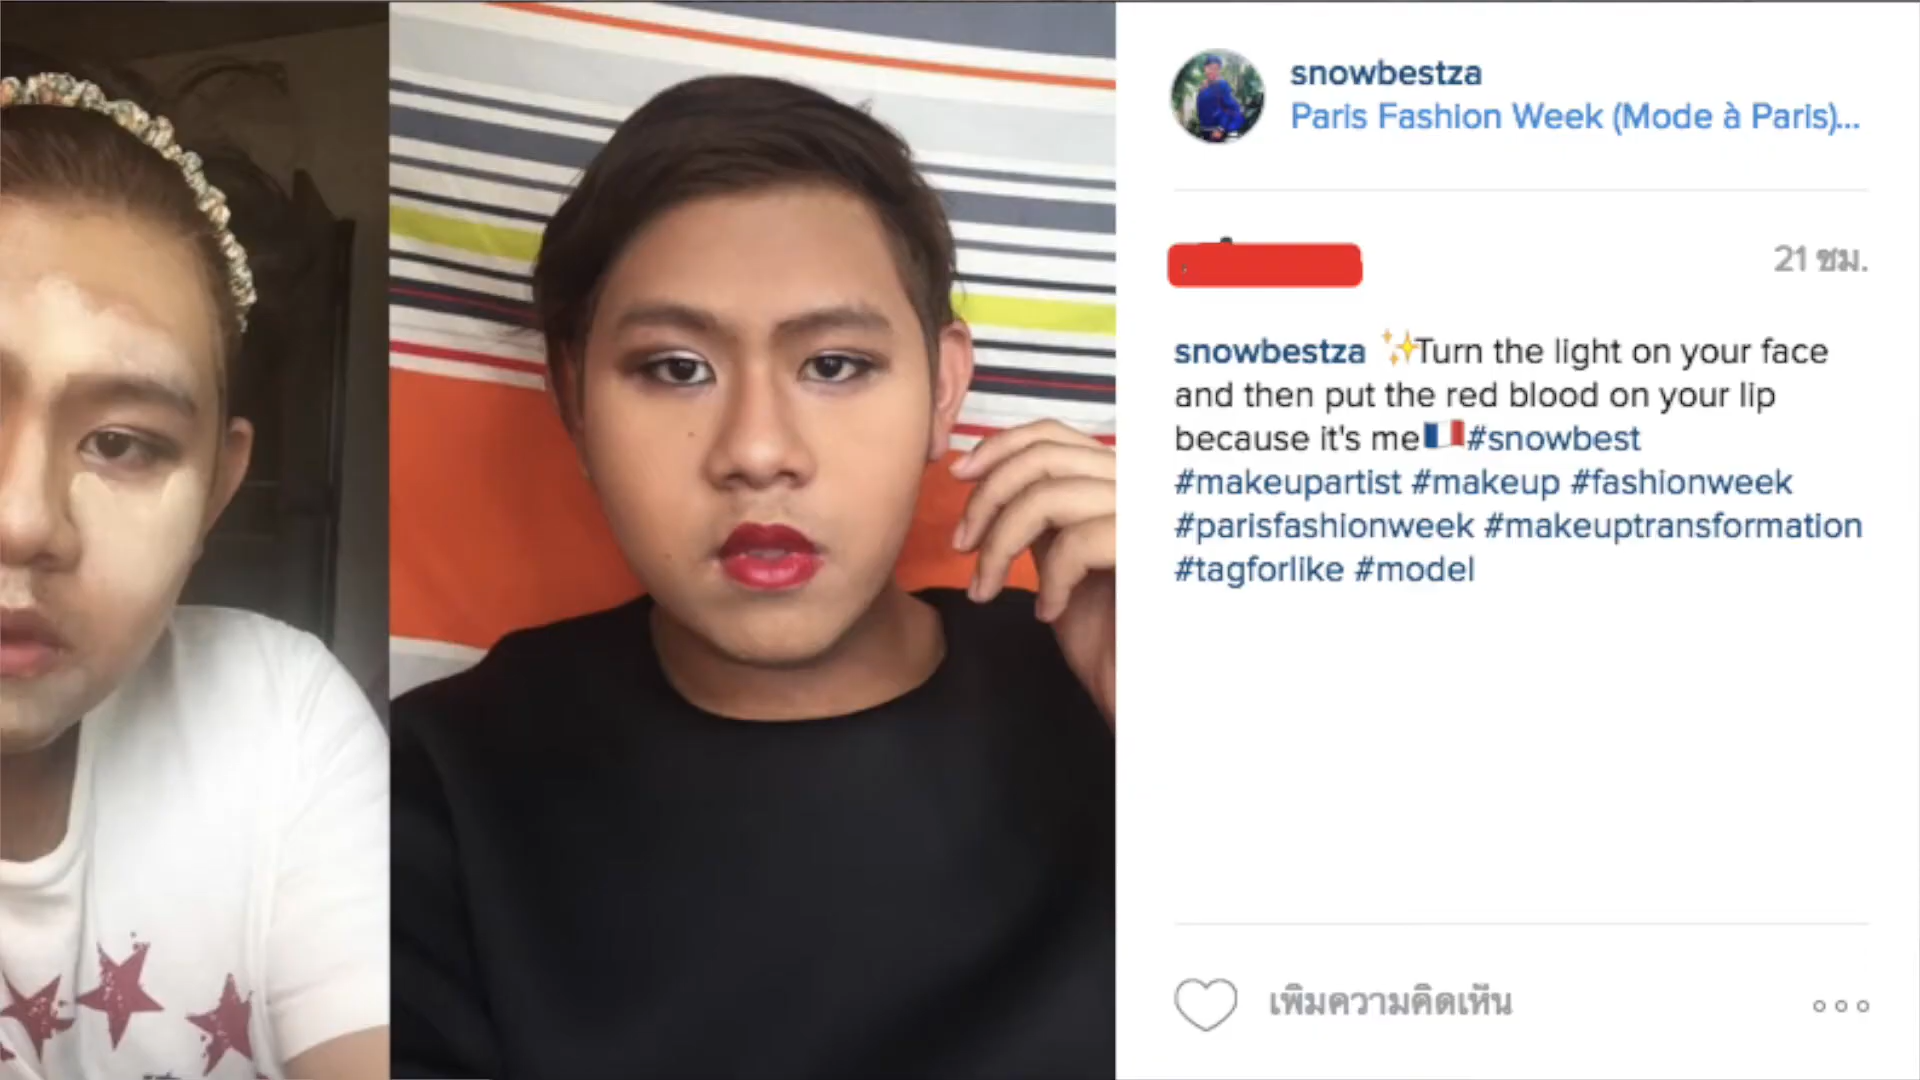 snowbestza
Paris Fashion Week (Mode à Paris)...
21 ชม.
snowbestza ✨Turn the light on your face
and then put the red blood on your lip
because it's me🇫🇷#snowbest
#makeupartist #makeup #fashionweek
#parisfashionweek #makeuptransformation
#tagforlike #model
เพิ่มความคิดเห็น